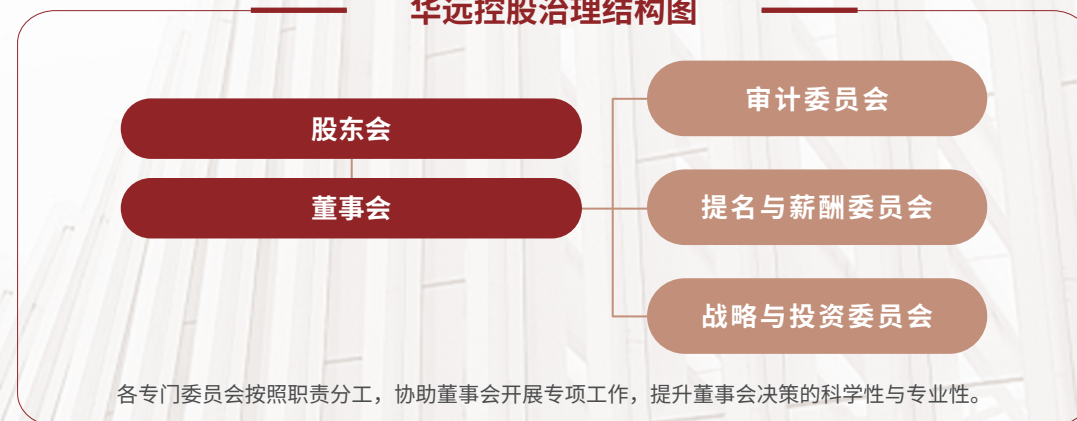 华远控股治理结构图
股东会
董事会
审计委员会
提名与薪酬委员会
战略与投资委员会
各专门委员会按照职责分工，协助董事会开展专项工作，提升董事会决策的科学性与专业性。